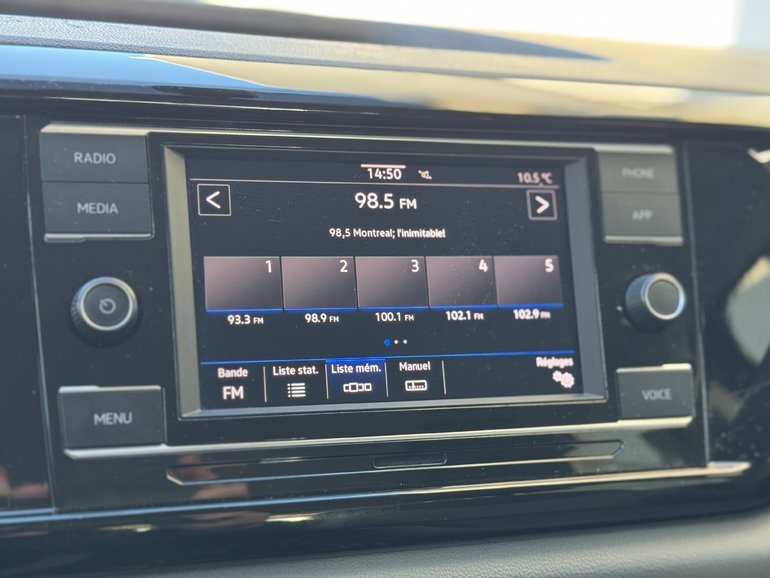 RADIO
MEDIA
MENU
14:50
10.5 °C
<
98.5 FM
>
98,5 Montreal; l'inimitable!
1 2 3 4 5
93.3 FM 98.9 FM 100.1 FM 102.1 FM 102.9 FM
Bande Liste stat. Liste mém. Manuel Réglages
FM
PHONE
APP
VOICE